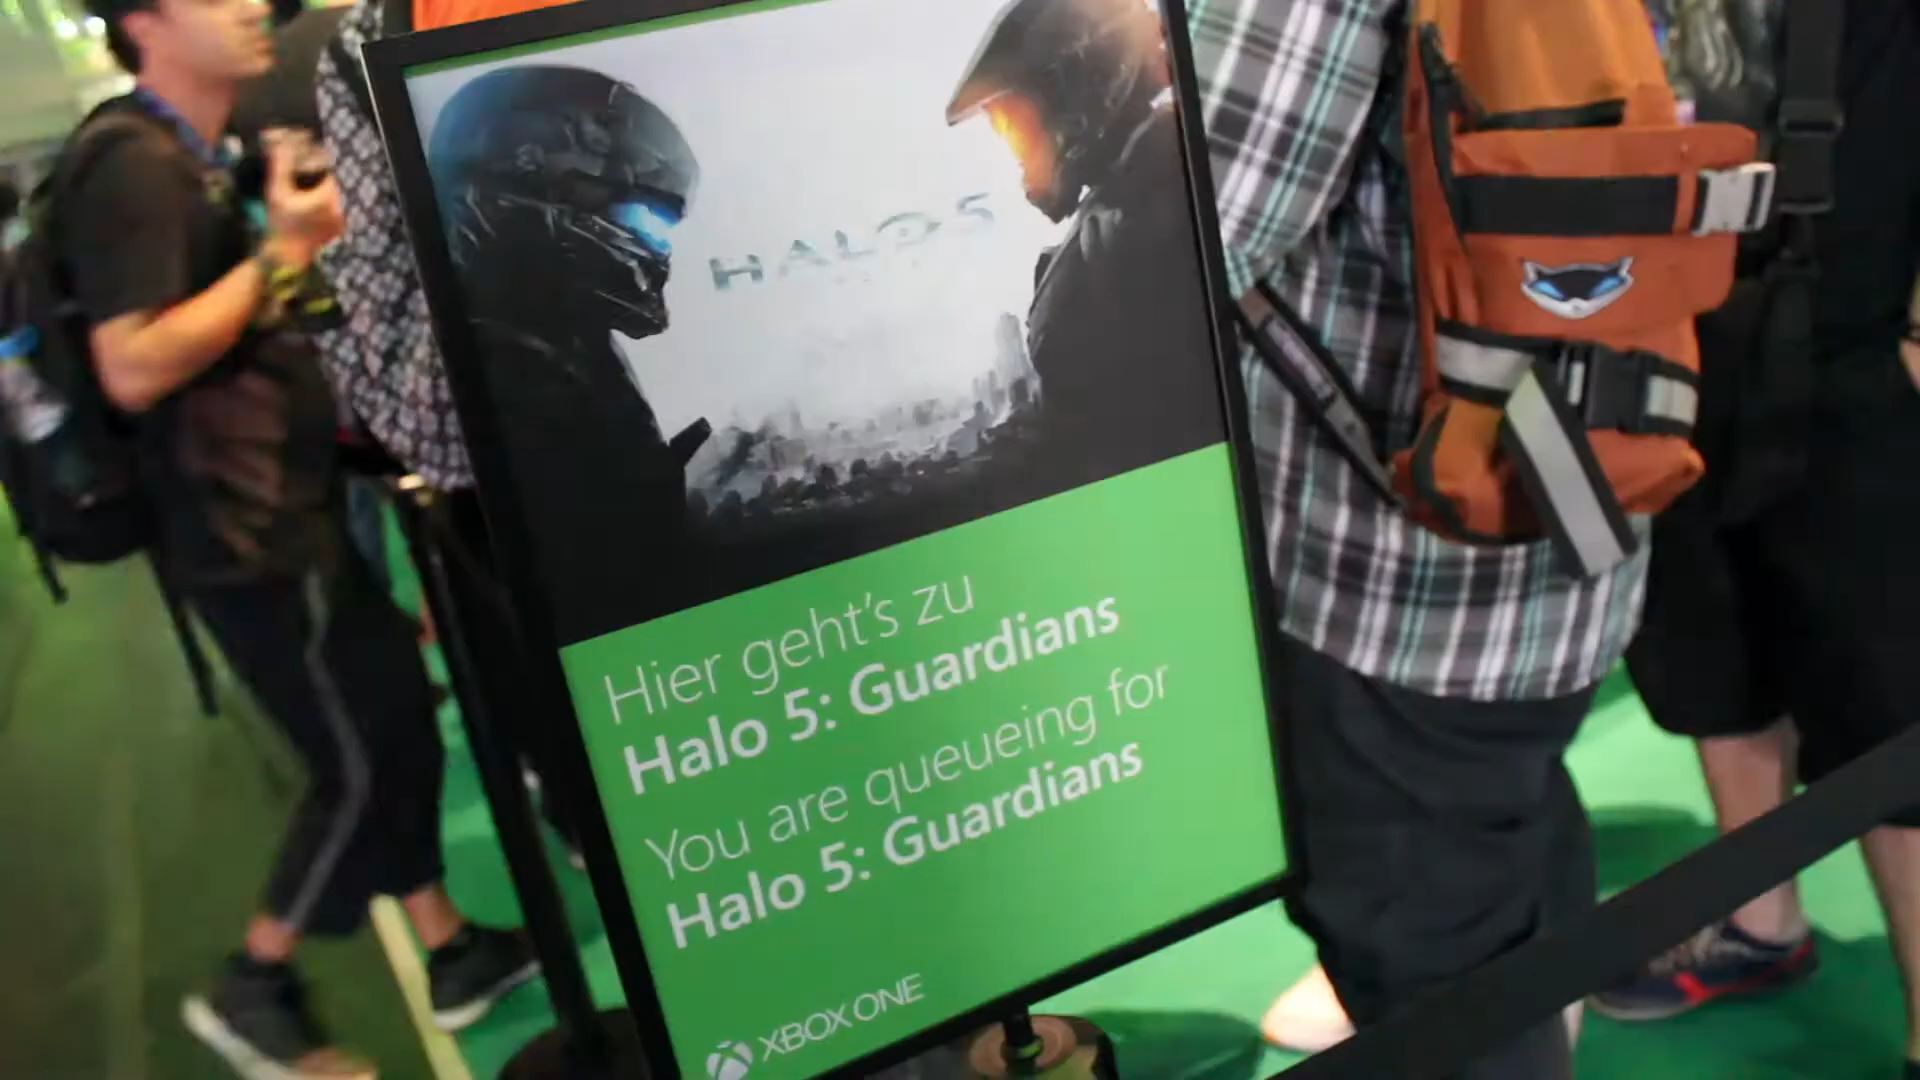 HALO 5
Hier geht's zu
Halo 5: Guardians
You are queueing for
Halo 5: Guardians
XBOX ONE